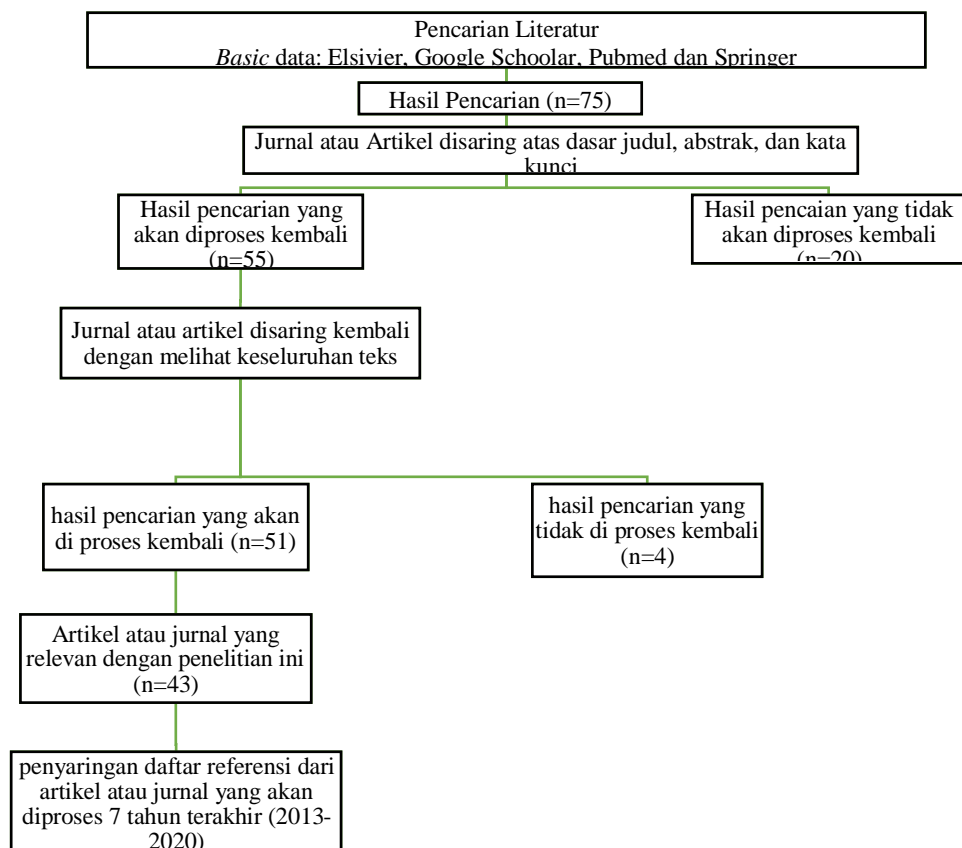 Pencarian Literatur
Basic data: Elsivier, Google Schoolar, Pubmed dan Springer
Hasil Pencarian (n=75)
Jurnal atau Artikel disaring atas dasar judul, abstrak, dan kata
kunci
Hasil pencarian yang
akan diproses kembali
(n=55)
Hasil pencaian yang tidak
akan diproses kembali
(n=20)
Jurnal atau artikel disaring kembali
dengan melihat keseluruhan teks
hasil pencarian yang akan
di proses kembali (n=51)
hasil pencarian yang
tidak di proses kembali
(n=4)
Artikel atau jurnal yang
relevan dengan penelitian ini
(n=43)
penyaringan daftar referensi dari
artikel atau jurnal yang akan
diproses 7 tahun terakhir (2013-
2020)